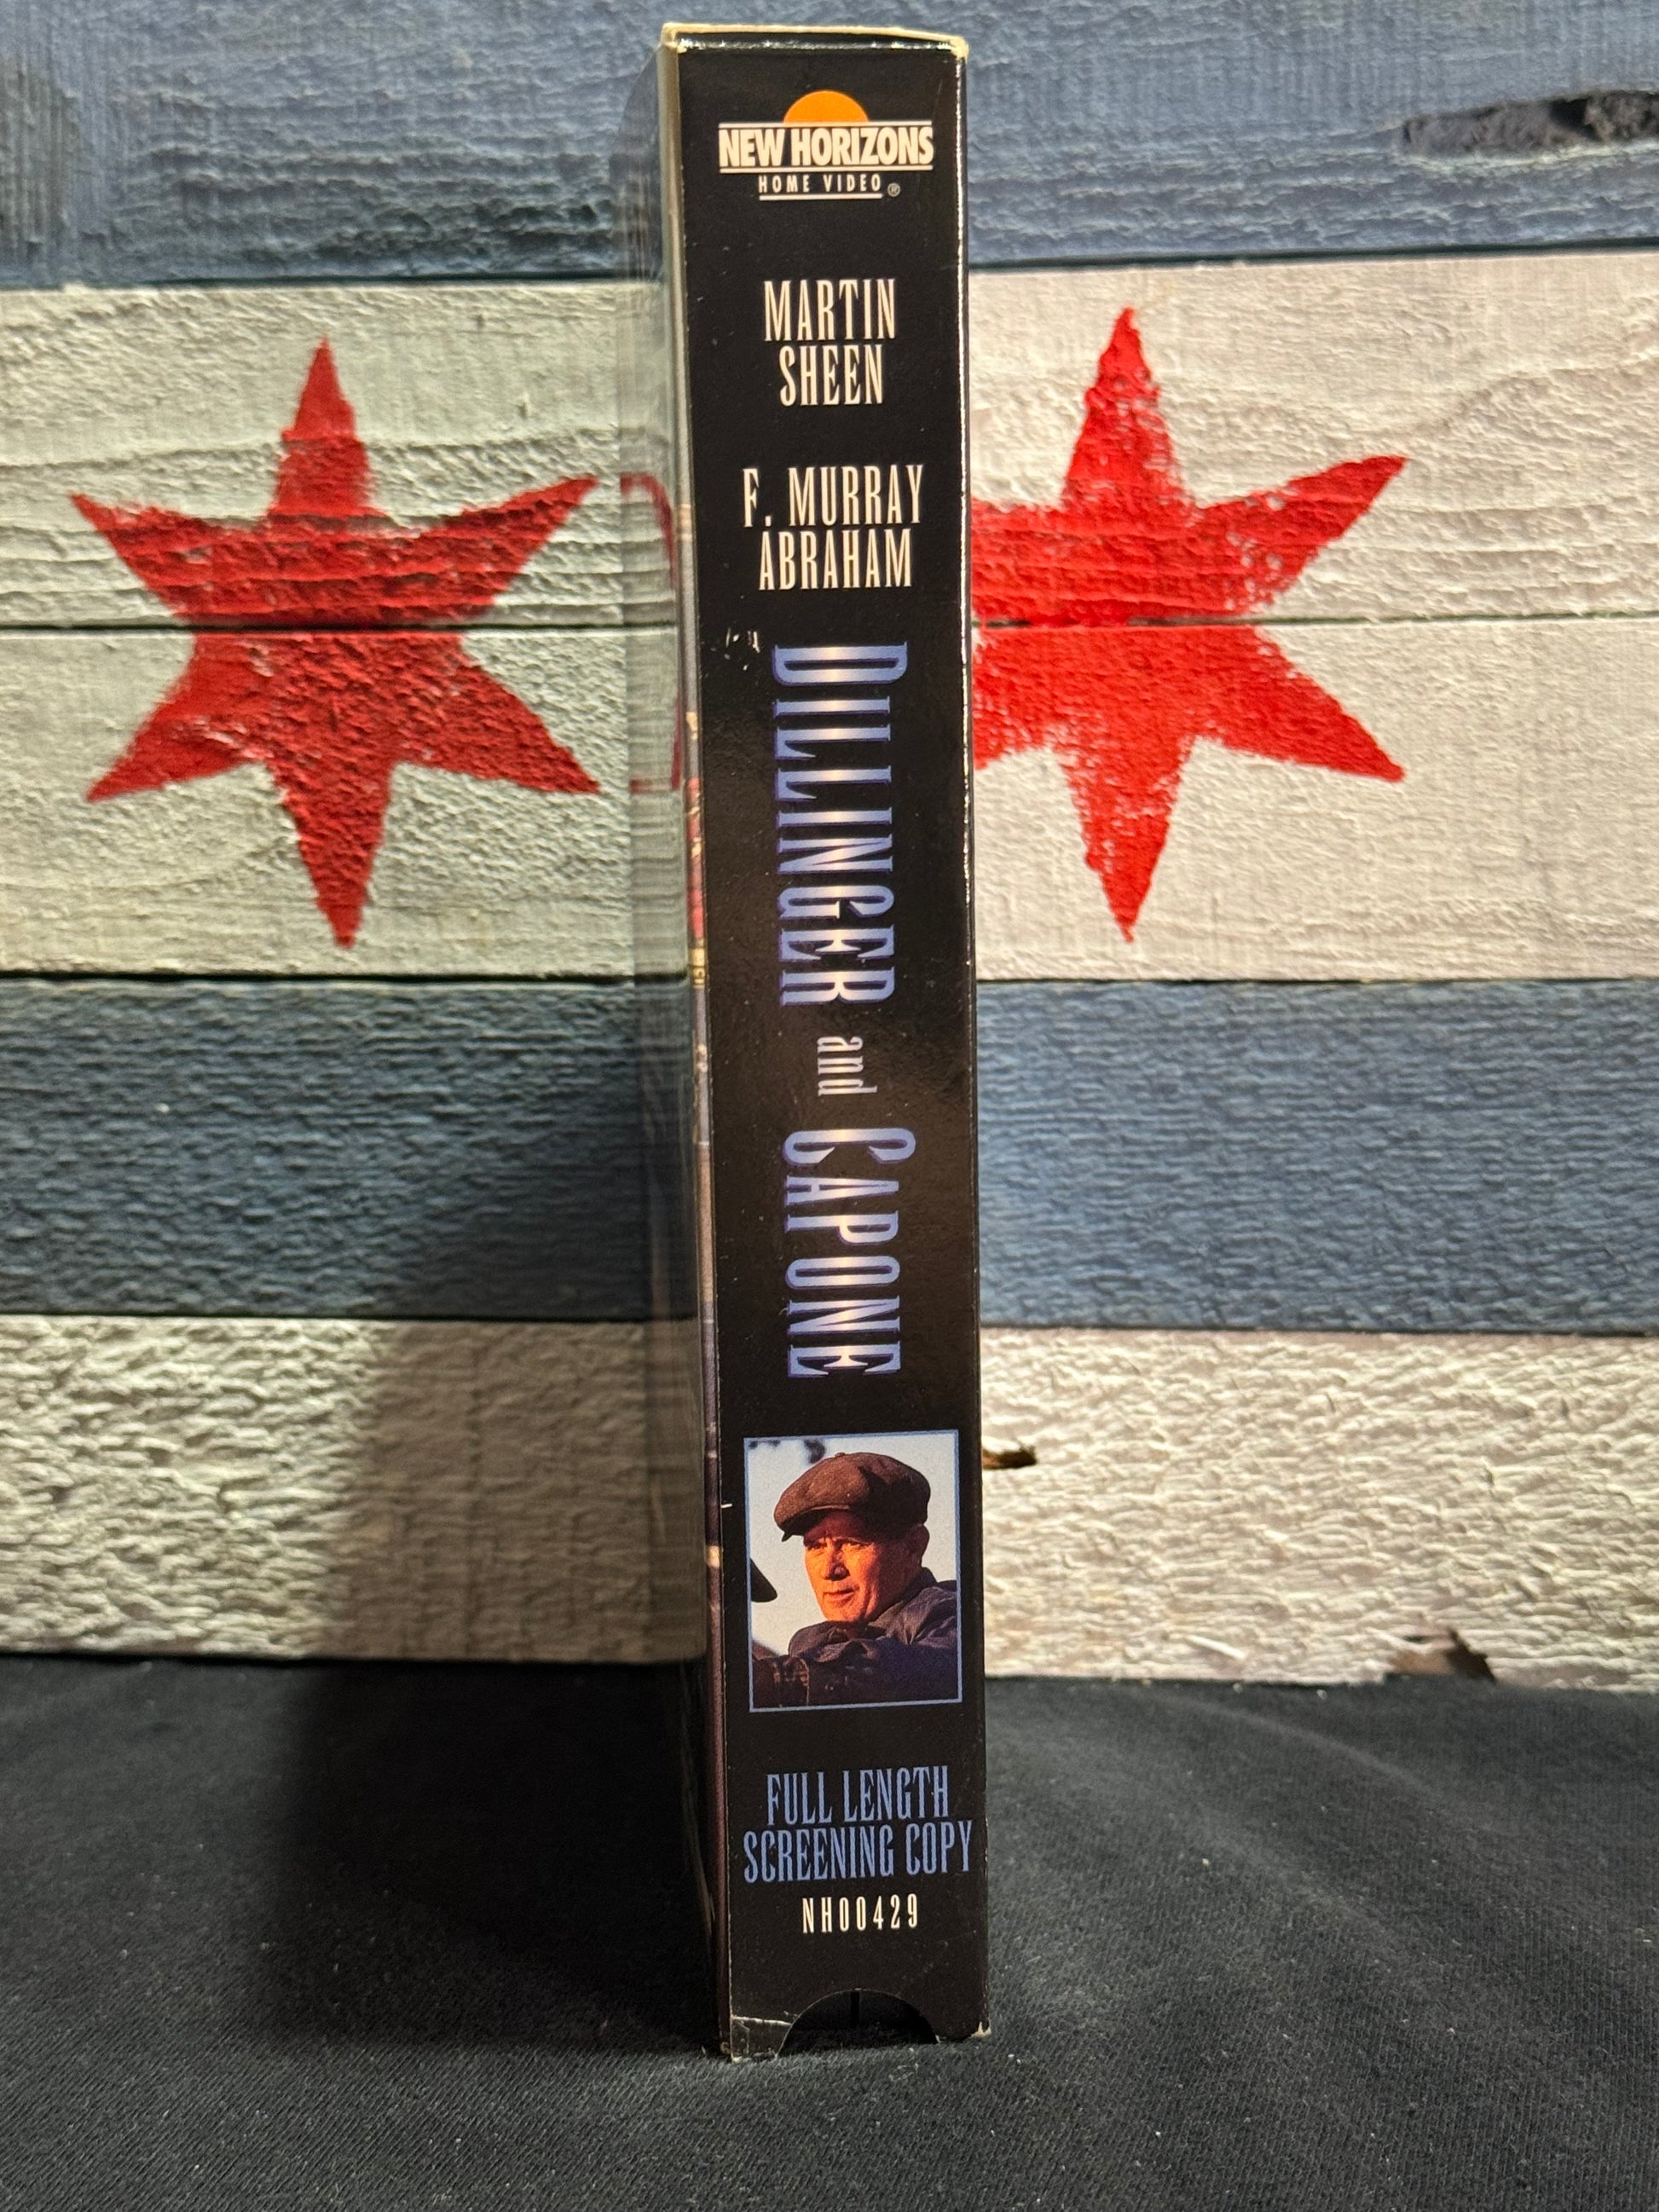 NEW HORIZONS
HOME VIDEO ®
MARTIN
SHEEN
F. MURRAY
ABRAHAM
DILLINGER and CAPONE
FULL LENGTH
SCREENING COPY
NH00429